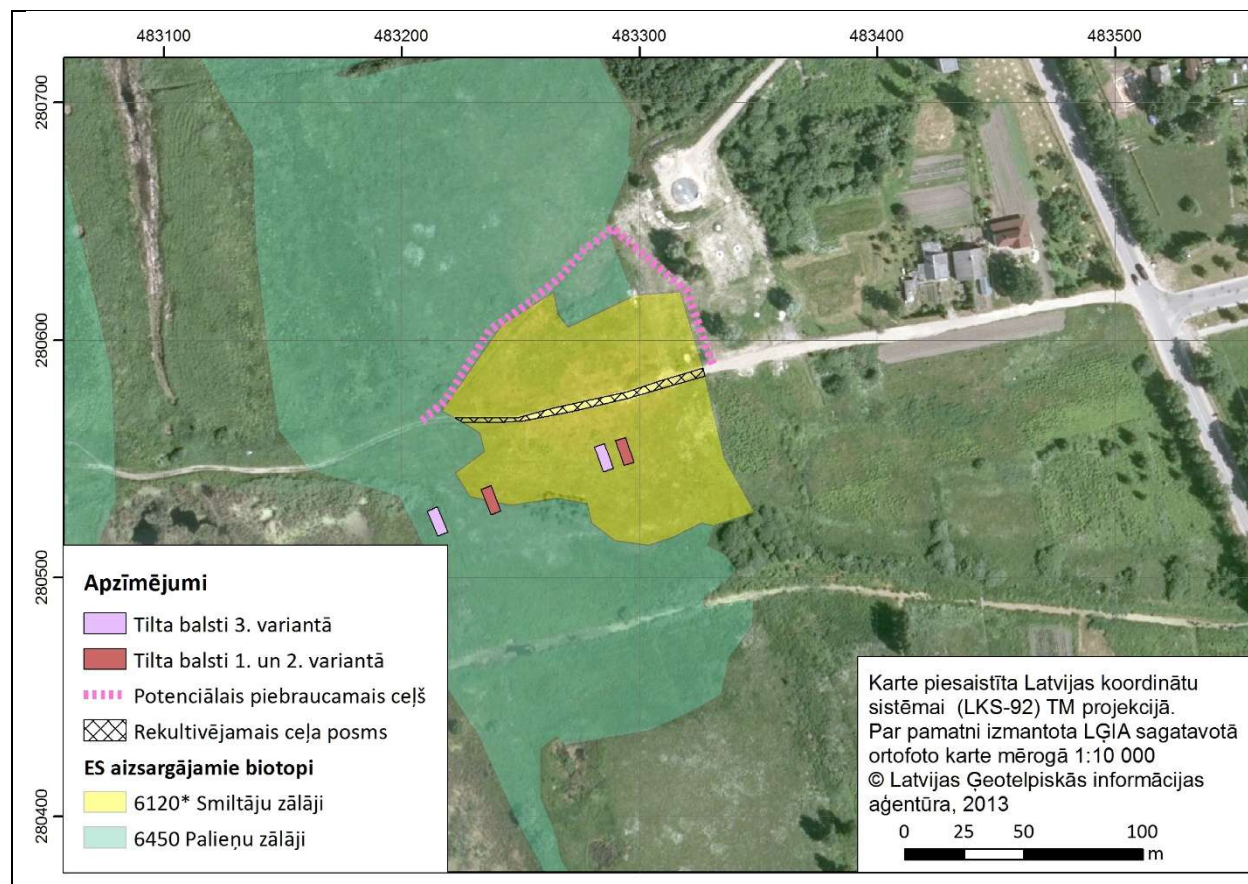 483100 483200 483300 483400 483500
280700
280600
280500
280400
Apzīmējumi
Tilta balsti 3. variantā
Tilta balsti 1. un 2. variantā
Potenciālais piebraucamais ceļš
Rekultivējamais ceļa posms
ES aizsargājamie biotopi
6120* Smiltāju zālāji
6450 Palieņu zālāji
Karte piesaistīta Latvijas koordinātu
sistēmai (LKS-92) TM projekcijā.
Par pamatni izmantota LĢIA sagatavotā
ortofoto karte mērogā 1:10 000
© Latvijas Ģeotelpiskās informācijas
aģentūra, 2013
0 25 50 100
m